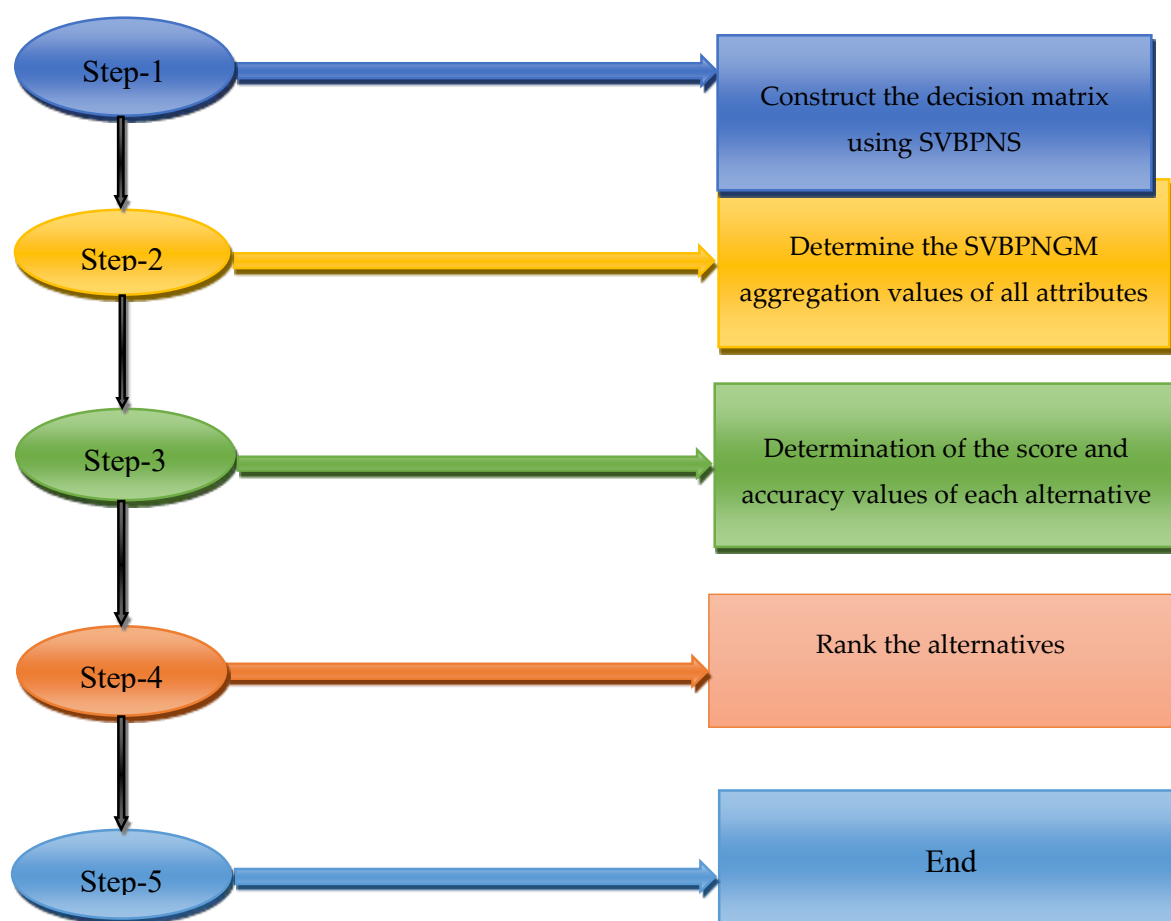 Step-1
Construct the decision matrix
using SVBPNS
Step-2
Determine the SVBPNGM
aggregation values of all attributes
Step-3
Determination of the score and
accuracy values of each alternative
Step-4
Rank the alternatives
Step-5
End